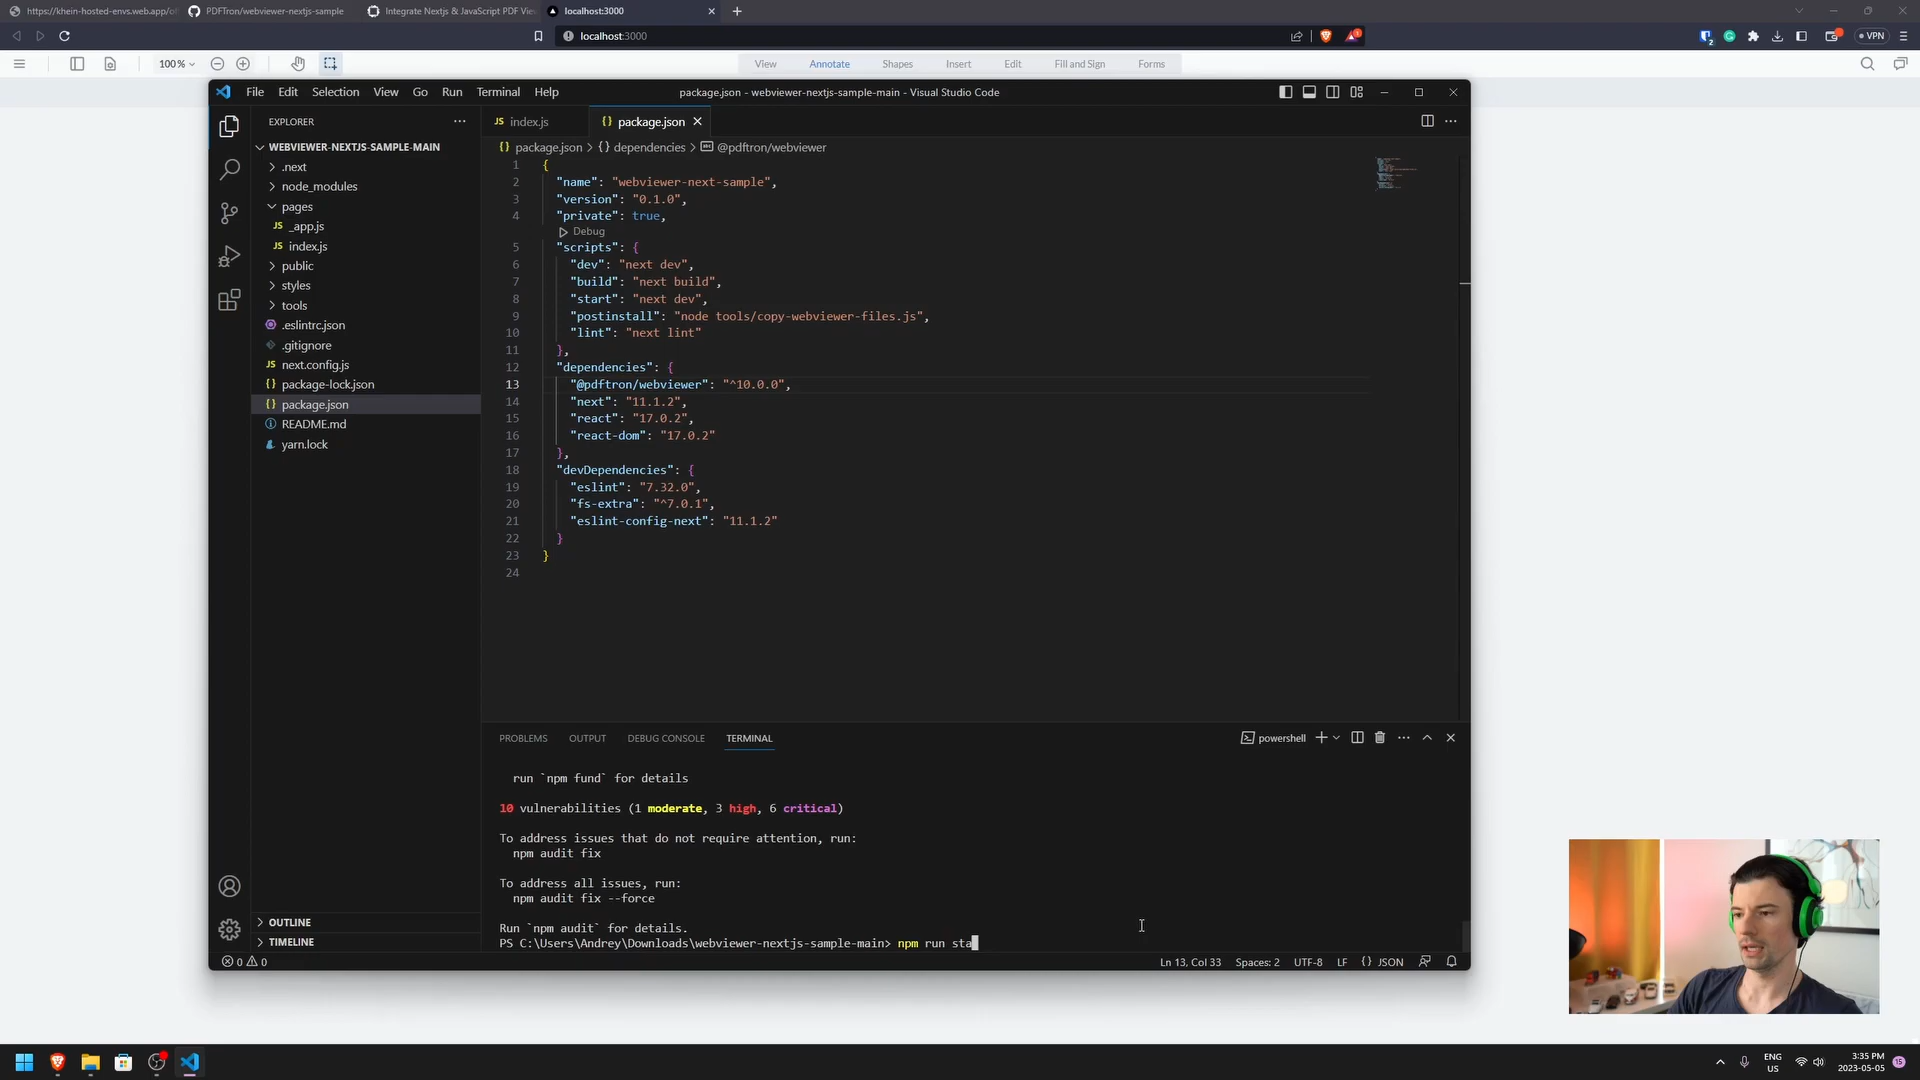 https://khein-hosted-envs.web.app/of
PDFTron/webviewer-nextjs-sample
Integrate Nextjs & JavaScript PDF Vie
localhost:3000
localhost:3000
VPN
100%
View
Annotate
Shapes
Insert
Edit
Fill and Sign
Forms
File Edit Selection View Go Run Terminal Help
package.json - webviewer-nextjs-sample-main - Visual Studio Code
EXPLORER
WEBVIEWER-NEXTJS-SAMPLE-MAIN
.next
node_modules
pages
JS _app.js
JS index.js
public
styles
tools
.eslintrc.json
.gitignore
JS next.config.js
{} package-lock.json
{} package.json
README.md
yarn.lock
OUTLINE
TIMELINE
JS index.js
{} package.json
{} package.json > {} dependencies > @pdftron/webviewer
1 {
2 "name": "webviewer-next-sample",
3 "version": "0.1.0",
4 "private": true,
Debug
5 "scripts": {
6 "dev": "next dev",
7 "build": "next build",
8 "start": "next dev",
9 "postinstall": "node tools/copy-webviewer-files.js",
10 "lint": "next lint"
11 },
12 "dependencies": {
13 "@pdftron/webviewer": "^10.0.0",
14 "next": "11.1.2",
15 "react": "17.0.2",
16 "react-dom": "17.0.2"
17 },
18 "devDependencies": {
19 "eslint": "7.32.0",
20 "fs-extra": "^7.0.1",
21 "eslint-config-next": "11.1.2"
22 }
23 }
24
PROBLEMS OUTPUT DEBUG CONSOLE TERMINAL
powershell
run `npm fund` for details
10 vulnerabilities (1 moderate, 3 high, 6 critical)
To address issues that do not require attention, run:
npm audit fix
To address all issues, run:
npm audit fix --force
Run `npm audit` for details.
PS C:\Users\Andrey\Downloads\webviewer-nextjs-sample-main> npm run sta
0 0
Ln 13, Col 33
Spaces: 2
UTF-8
LF
{} JSON
ENG
US
3:35 PM
2023-05-05
15